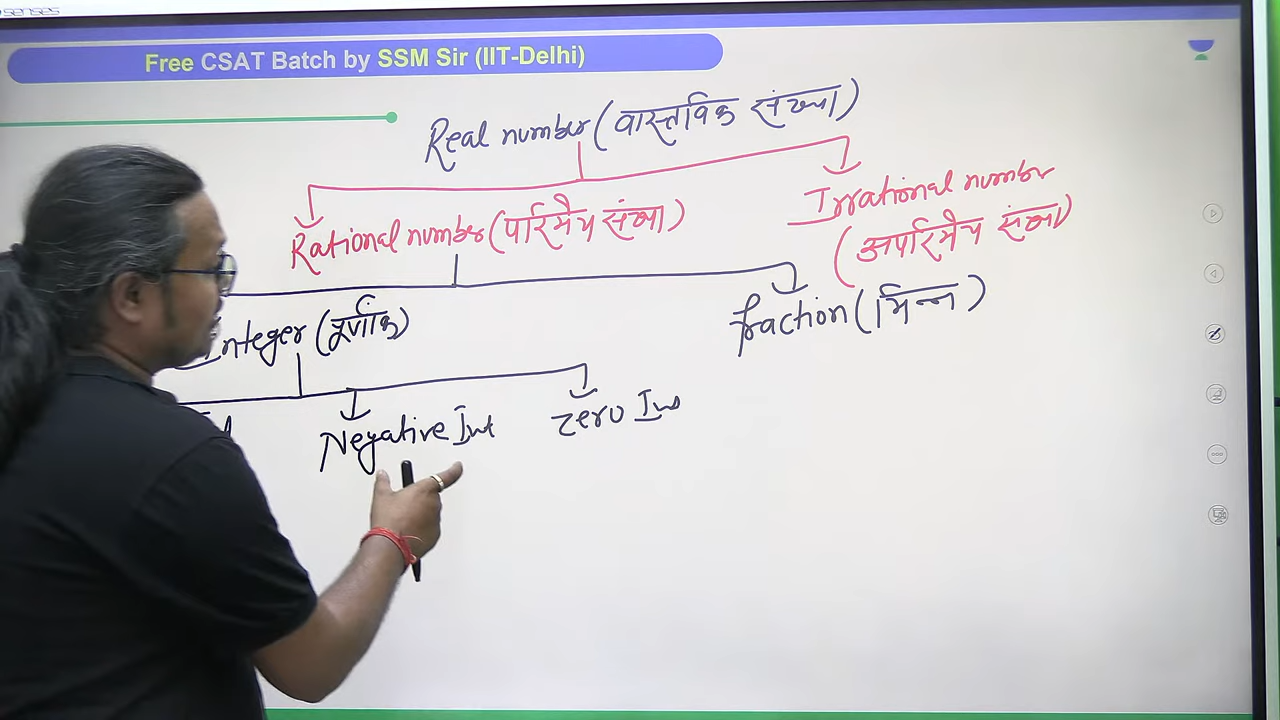 senses
Free CSAT Batch by SSM Sir (IIT-Delhi)
Real number (वास्तविक संख्या)
Rational number (परिमेय संख्या)
Irrational number
(अपरिमेय संख्या)
Integer (पूर्णांक)
fraction (भिन्न)
Negative Int
zero Int